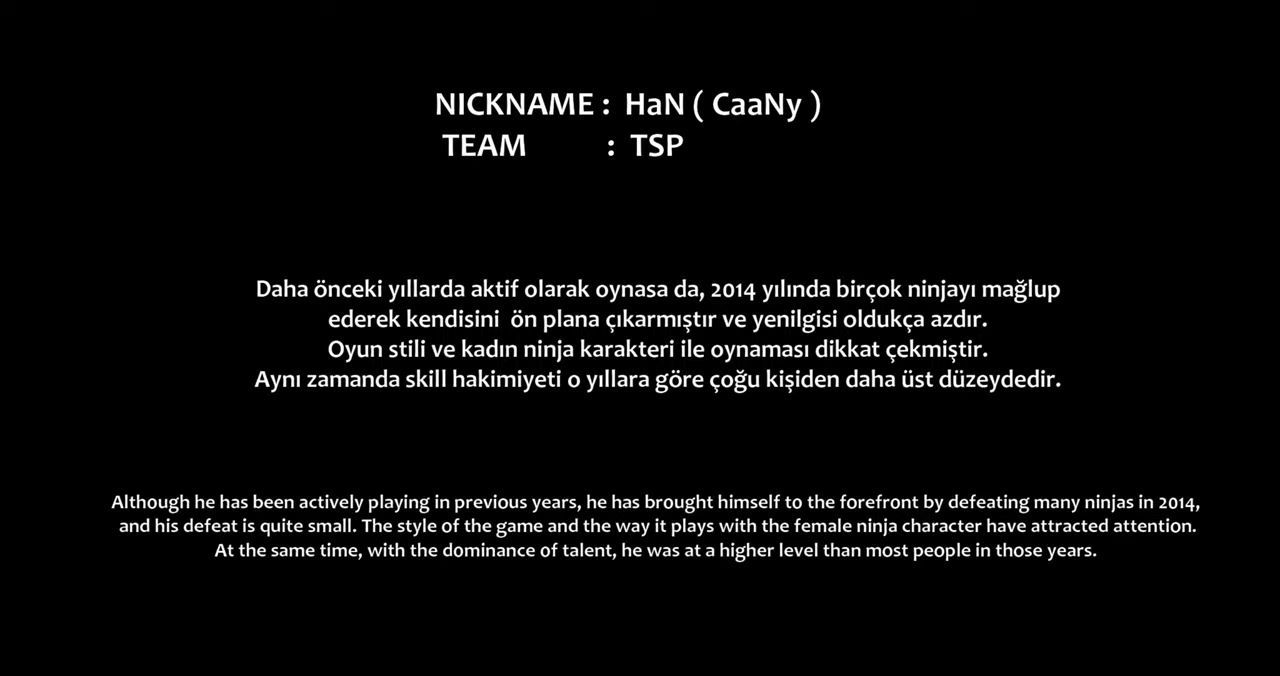 NICKNAME : HaN ( CaaNy )
TEAM : TSP
Daha önceki yıllarda aktif olarak oynasa da, 2014 yılında birçok ninjayı mağlup
ederek kendisini ön plana çıkarmıştır ve yenilgisi oldukça azdır.
Oyun stili ve kadın ninja karakteri ile oynaması dikkat çekmiştir.
Aynı zamanda skill hakimiyeti o yıllara göre çoğu kişiden daha üst düzeydedir.
Although he has been actively playing in previous years, he has brought himself to the forefront by defeating many ninjas in 2014,
and his defeat is quite small. The style of the game and the way it plays with the female ninja character have attracted attention.
At the same time, with the dominance of talent, he was at a higher level than most people in those years.